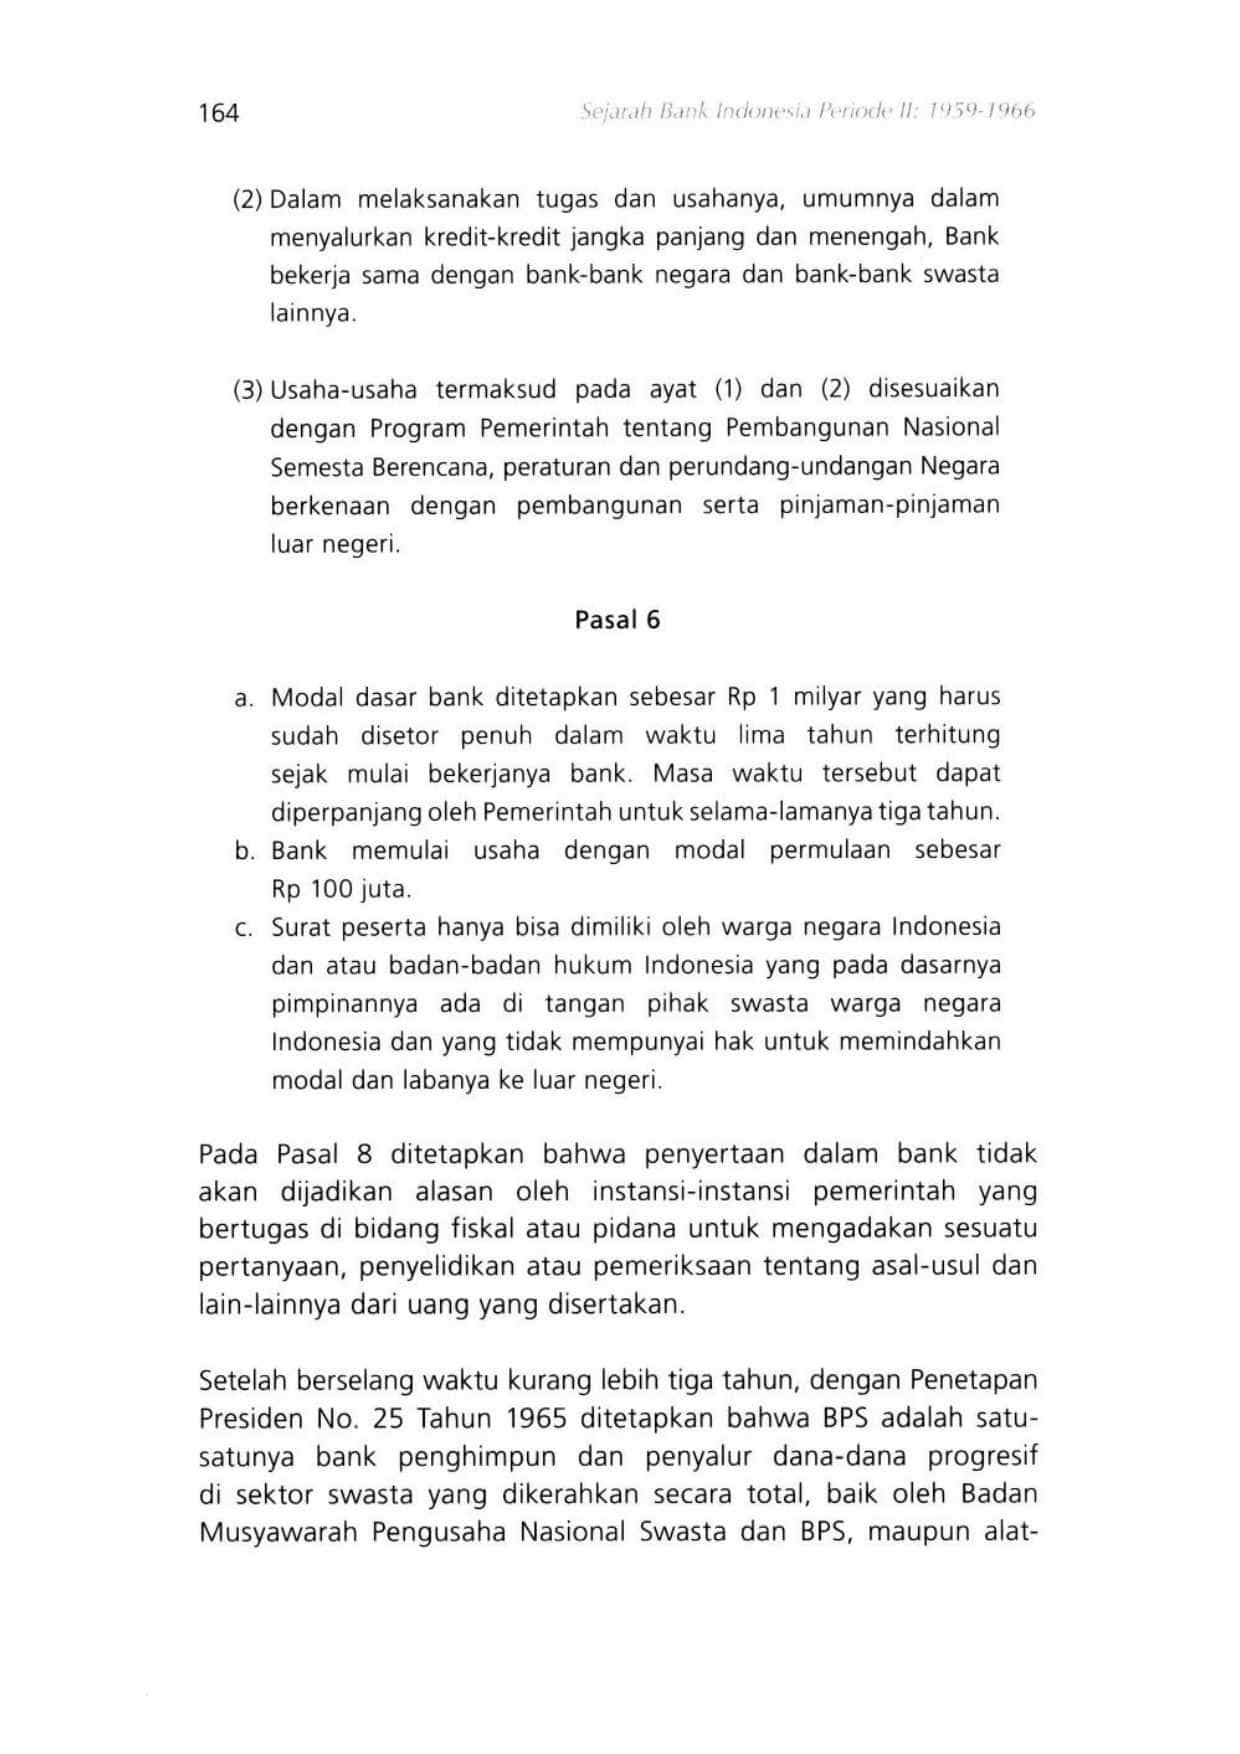 164
Sejarah Bank Indonesia Periode II: 1959-1966
(2) Dalam melaksanakan tugas dan usahanya, umumnya dalam
menyalurkan kredit-kredit jangka panjang dan menengah, Bank
bekerja sama dengan bank-bank negara dan bank-bank swasta
lainnya.
(3) Usaha-usaha termaksud pada ayat (1) dan (2) disesuaikan
dengan Program Pemerintah tentang Pembangunan Nasional
Semesta Berencana, peraturan dan perundang-undangan Negara
berkenaan dengan pembangunan serta pinjaman-pinjaman
luar negeri.
Pasal 6
a. Modal dasar bank ditetapkan sebesar Rp 1 milyar yang harus
sudah disetor penuh dalam waktu lima tahun terhitung
sejak mulai bekerjanya bank. Masa waktu tersebut dapat
diperpanjang oleh Pemerintah untuk selama-lamanya tiga tahun.
b. Bank memulai usaha dengan modal permulaan sebesar
Rp 100 juta.
c. Surat peserta hanya bisa dimiliki oleh warga negara Indonesia
dan atau badan-badan hukum Indonesia yang pada dasarnya
pimpinannya ada di tangan pihak swasta warga negara
Indonesia dan yang tidak mempunyai hak untuk memindahkan
modal dan labanya ke luar negeri.
Pada Pasal 8 ditetapkan bahwa penyertaan dalam bank tidak
akan dijadikan alasan oleh instansi-instansi pemerintah yang
bertugas di bidang fiskal atau pidana untuk mengadakan sesuatu
pertanyaan, penyelidikan atau pemeriksaan tentang asal-usul dan
lain-lainnya dari uang yang disertakan.
Setelah berselang waktu kurang lebih tiga tahun, dengan Penetapan
Presiden No. 25 Tahun 1965 ditetapkan bahwa BPS adalah satu-
satunya bank penghimpun dan penyalur dana-dana progresif
di sektor swasta yang dikerahkan secara total, baik oleh Badan
Musyawarah Pengusaha Nasional Swasta dan BPS, maupun alat-